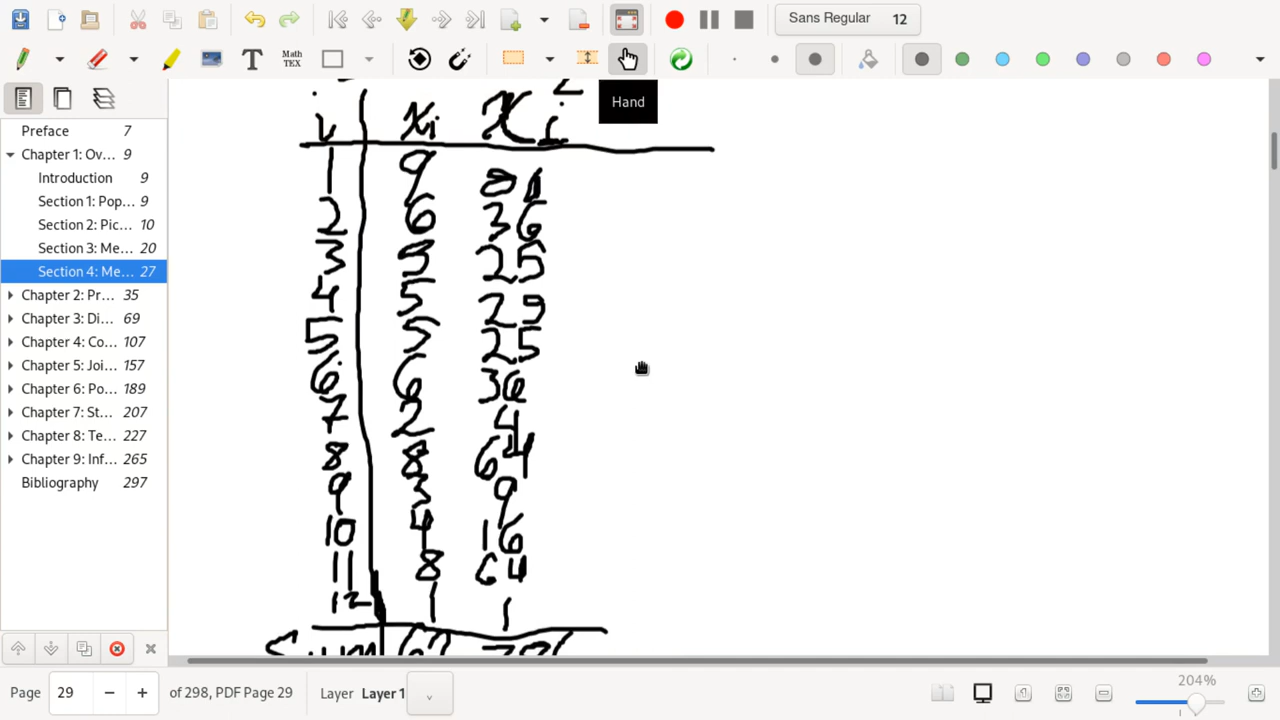 Sans Regular 12
T Math TEX
Hand
Preface 7
Chapter 1: Ov... 9
Introduction 9
Section 1: Pop... 9
Section 2: Pic... 10
Section 3: Me... 20
Section 4: Me... 27
Chapter 2: Pr... 35
Chapter 3: Di... 69
Chapter 4: Co... 107
Chapter 5: Joi... 157
Chapter 6: Po... 189
Chapter 7: St... 207
Chapter 8: Te... 227
Chapter 9: Inf... 265
Bibliography 297
i xi xi2
1 9 81
2 6 36
3 5 25
4 5 25
5 5 25
6 6 36
7 2 4
8 8 64
9 3 9
10 4 16
11 8 64
12 1 1
Sum
Page 29 of 298, PDF Page 29 Layer Layer 1 204%